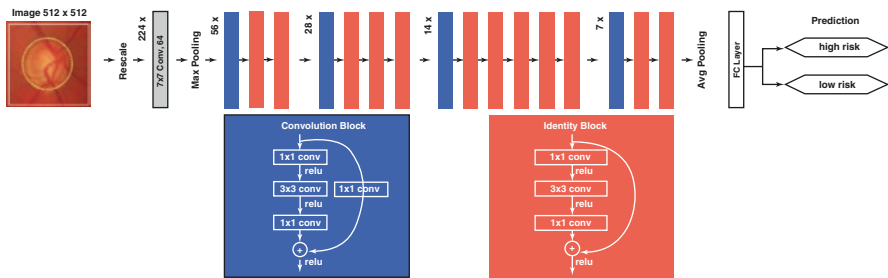 Image 512 x 512
Rescale
224 x
7x7 Conv, 64
Max Pooling
56 x
28 x
14 x
7 x
Avg Pooling
FC Layer
Prediction
high risk
low risk
Convolution Block
1x1 conv
relu
3x3 conv
1x1 conv
relu
1x1 conv
+
relu
Identity Block
1x1 conv
relu
3x3 conv
relu
1x1 conv
+
relu